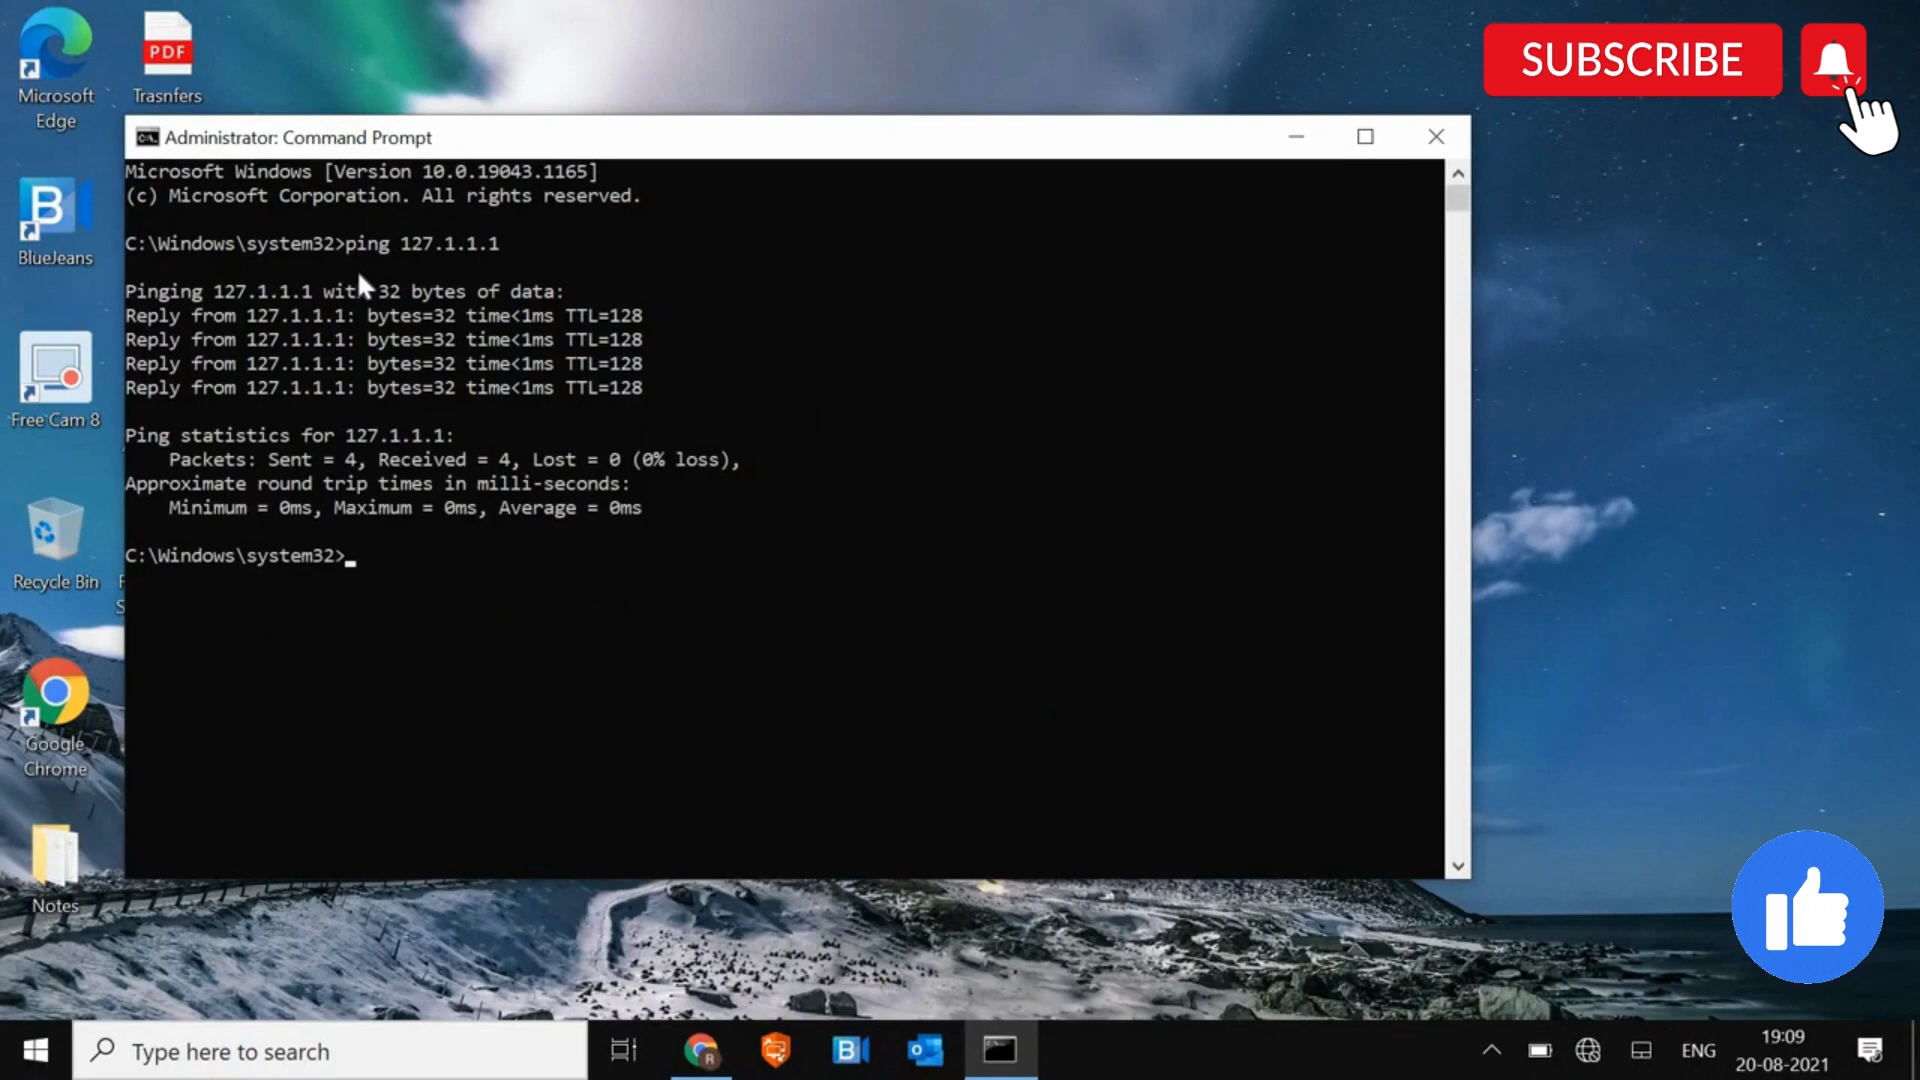 Microsoft
Edge
PDF
Trasnfers
SUBSCRIBE
B
BlueJeans
Free Cam 8
Recycle Bin
Google
Chrome
Notes
Administrator: Command Prompt
Microsoft Windows [Version 10.0.19043.1165]
(c) Microsoft Corporation. All rights reserved.
C:\Windows\system32>ping 127.1.1.1
Pinging 127.1.1.1 with 32 bytes of data:
Reply from 127.1.1.1: bytes=32 time<1ms TTL=128
Reply from 127.1.1.1: bytes=32 time<1ms TTL=128
Reply from 127.1.1.1: bytes=32 time<1ms TTL=128
Reply from 127.1.1.1: bytes=32 time<1ms TTL=128
Ping statistics for 127.1.1.1:
Packets: Sent = 4, Received = 4, Lost = 0 (0% loss),
Approximate round trip times in milli-seconds:
Minimum = 0ms, Maximum = 0ms, Average = 0ms
C:\Windows\system32>
Type here to search
R
B
ENG
19:09
20-08-2021